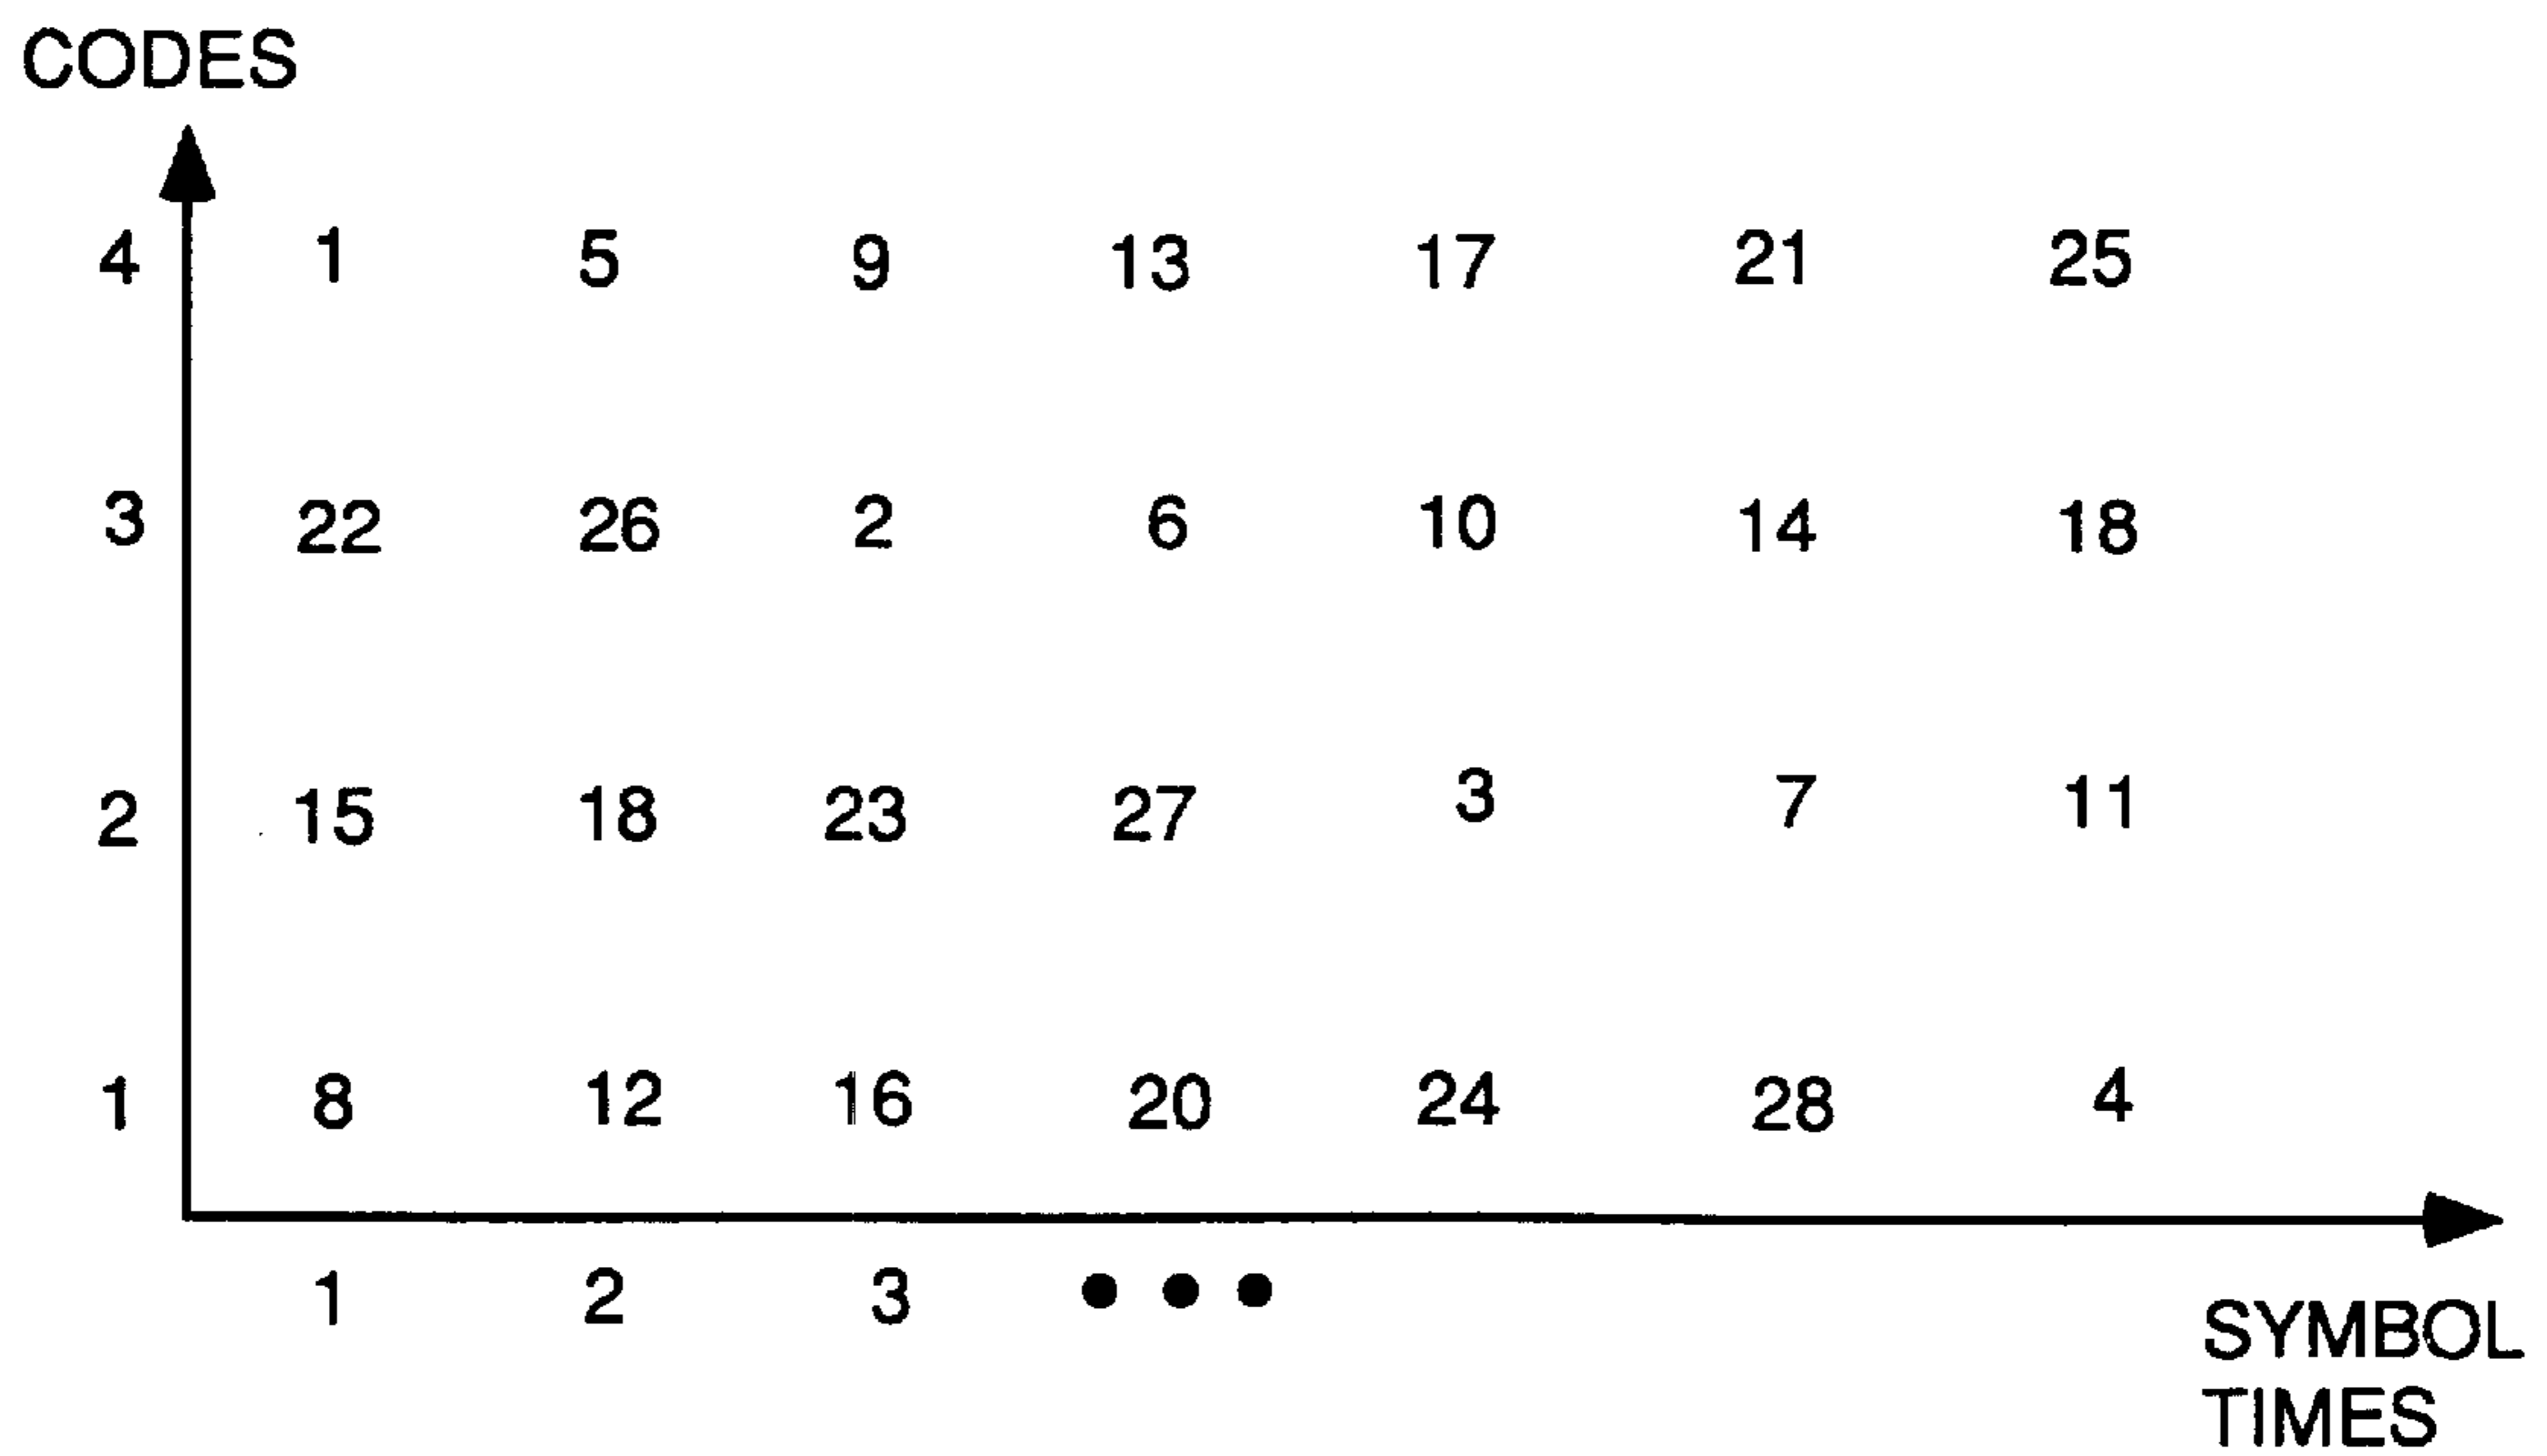 CODES
4 1 5 9 13 17 21 25
3 22 26 2 6 10 14 18
2 15 18 23 27 3 7 11
1 8 12 16 20 24 28 4
1 2 3 • • •
SYMBOL
TIMES